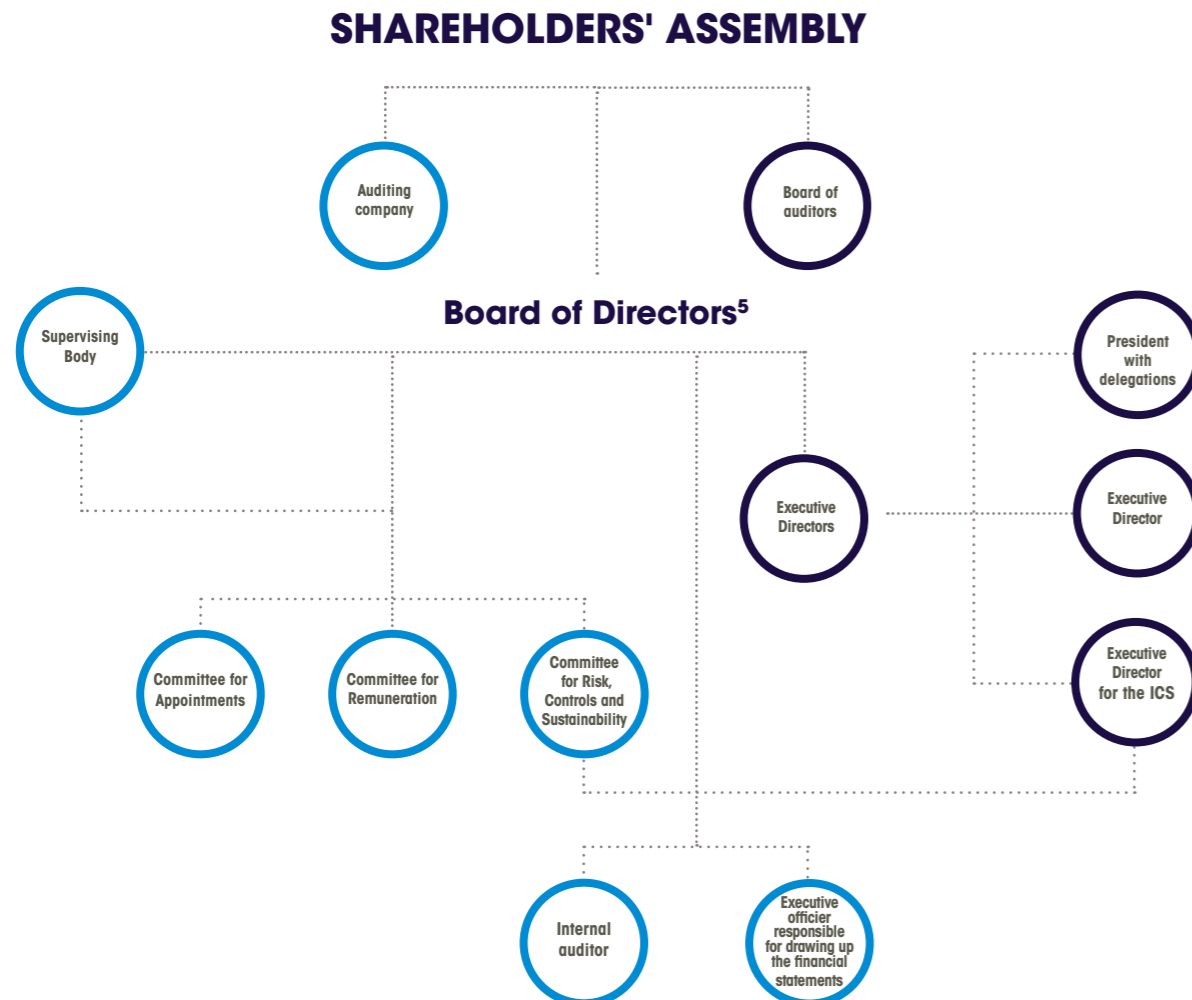 SHAREHOLDERS' ASSEMBLY
Auditing
company
Board of
auditors
Board of Directors⁵
Supervising
Body
President
with
delegations
Executive
Directors
Executive
Director
Committee for
Appointments
Committee for
Remuneration
Committee
for Risk,
Controls and
Sustainability
Executive
Director
for the ICS
Internal
auditor
Executive
officier
responsible
for drawing up
the financial
statements